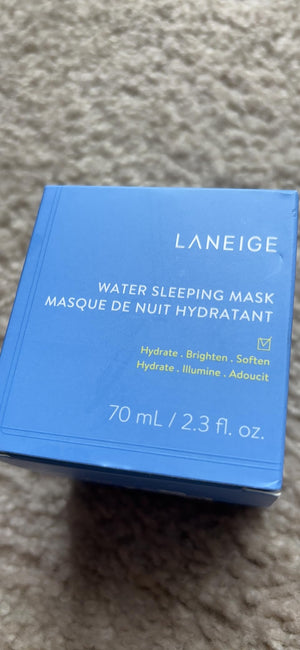 LANEIGE
WATER SLEEPING MASK
MASQUE DE NUIT HYDRATANT
Hydrate . Brighten . Soften
Hydrate . Illumine . Adoucit
70 mL / 2.3 fl. oz.